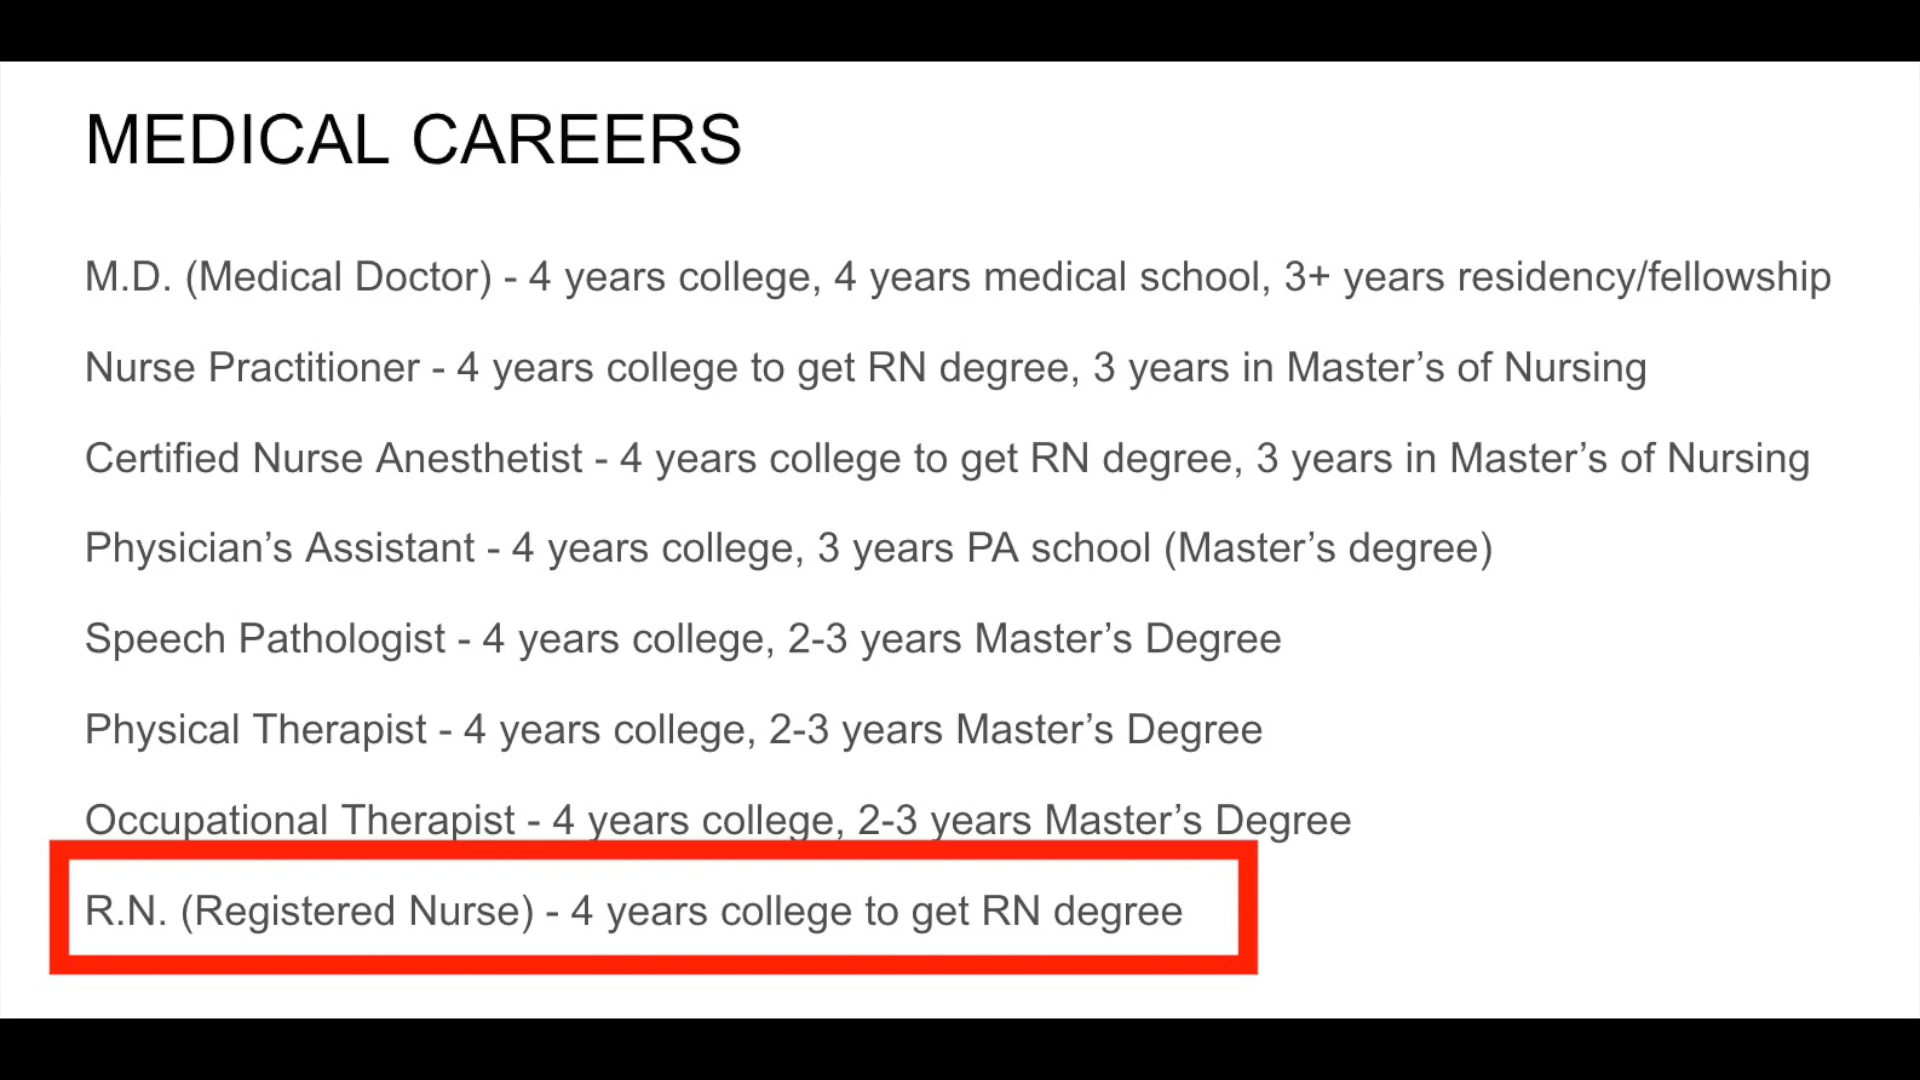 MEDICAL CAREERS
M.D. (Medical Doctor) - 4 years college, 4 years medical school, 3+ years residency/fellowship
Nurse Practitioner - 4 years college to get RN degree, 3 years in Master’s of Nursing
Certified Nurse Anesthetist - 4 years college to get RN degree, 3 years in Master’s of Nursing
Physician’s Assistant - 4 years college, 3 years PA school (Master’s degree)
Speech Pathologist - 4 years college, 2-3 years Master’s Degree
Physical Therapist - 4 years college, 2-3 years Master’s Degree
Occupational Therapist - 4 years college, 2-3 years Master’s Degree
R.N. (Registered Nurse) - 4 years college to get RN degree